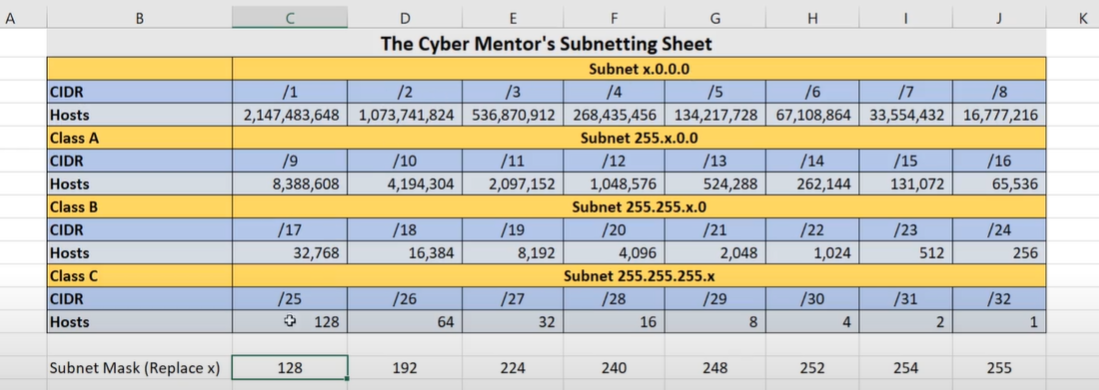 A B C D E F G H I J K
The Cyber Mentor's Subnetting Sheet
Subnet x.0.0.0
CIDR /1 /2 /3 /4 /5 /6 /7 /8
Hosts 2,147,483,648 1,073,741,824 536,870,912 268,435,456 134,217,728 67,108,864 33,554,432 16,777,216
Class A Subnet 255.x.0.0
CIDR /9 /10 /11 /12 /13 /14 /15 /16
Hosts 8,388,608 4,194,304 2,097,152 1,048,576 524,288 262,144 131,072 65,536
Class B Subnet 255.255.x.0
CIDR /17 /18 /19 /20 /21 /22 /23 /24
Hosts 32,768 16,384 8,192 4,096 2,048 1,024 512 256
Class C Subnet 255.255.255.x
CIDR /25 /26 /27 /28 /29 /30 /31 /32
Hosts 128 64 32 16 8 4 2 1
Subnet Mask (Replace x) 128 192 224 240 248 252 254 255